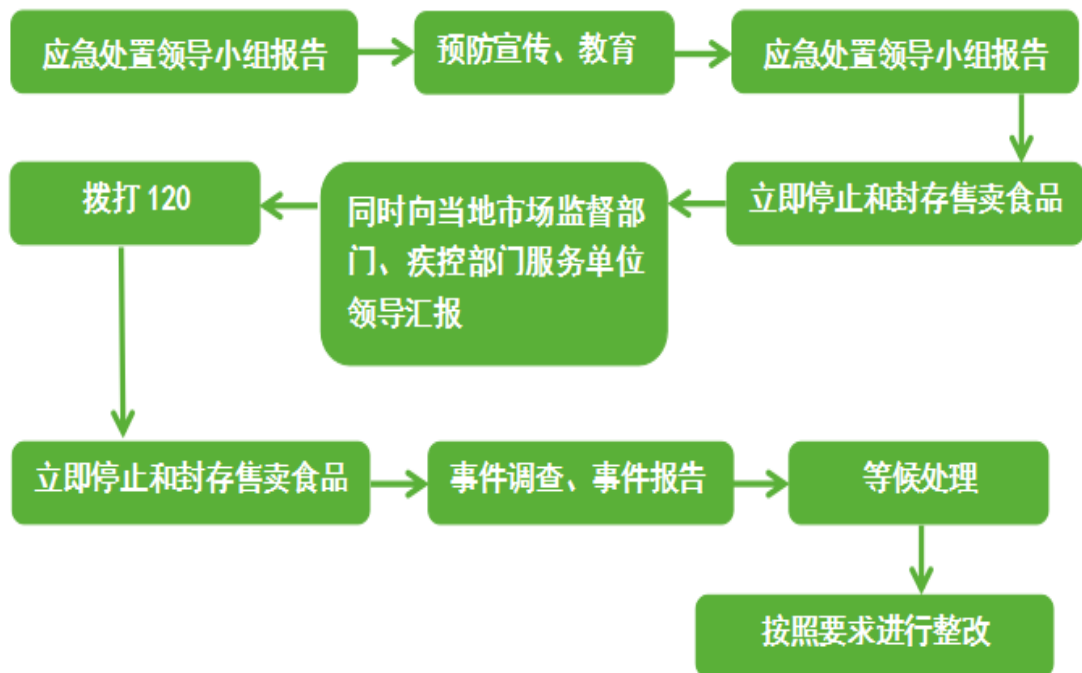 应急处置领导小组报告
预防宣传、教育
应急处置领导小组报告
立即停止和封存售卖食品
同时向当地市场监督部
门、疾控部门服务单位
领导汇报
拨打 120
立即停止和封存售卖食品
事件调查、事件报告
等候处理
按照要求进行整改